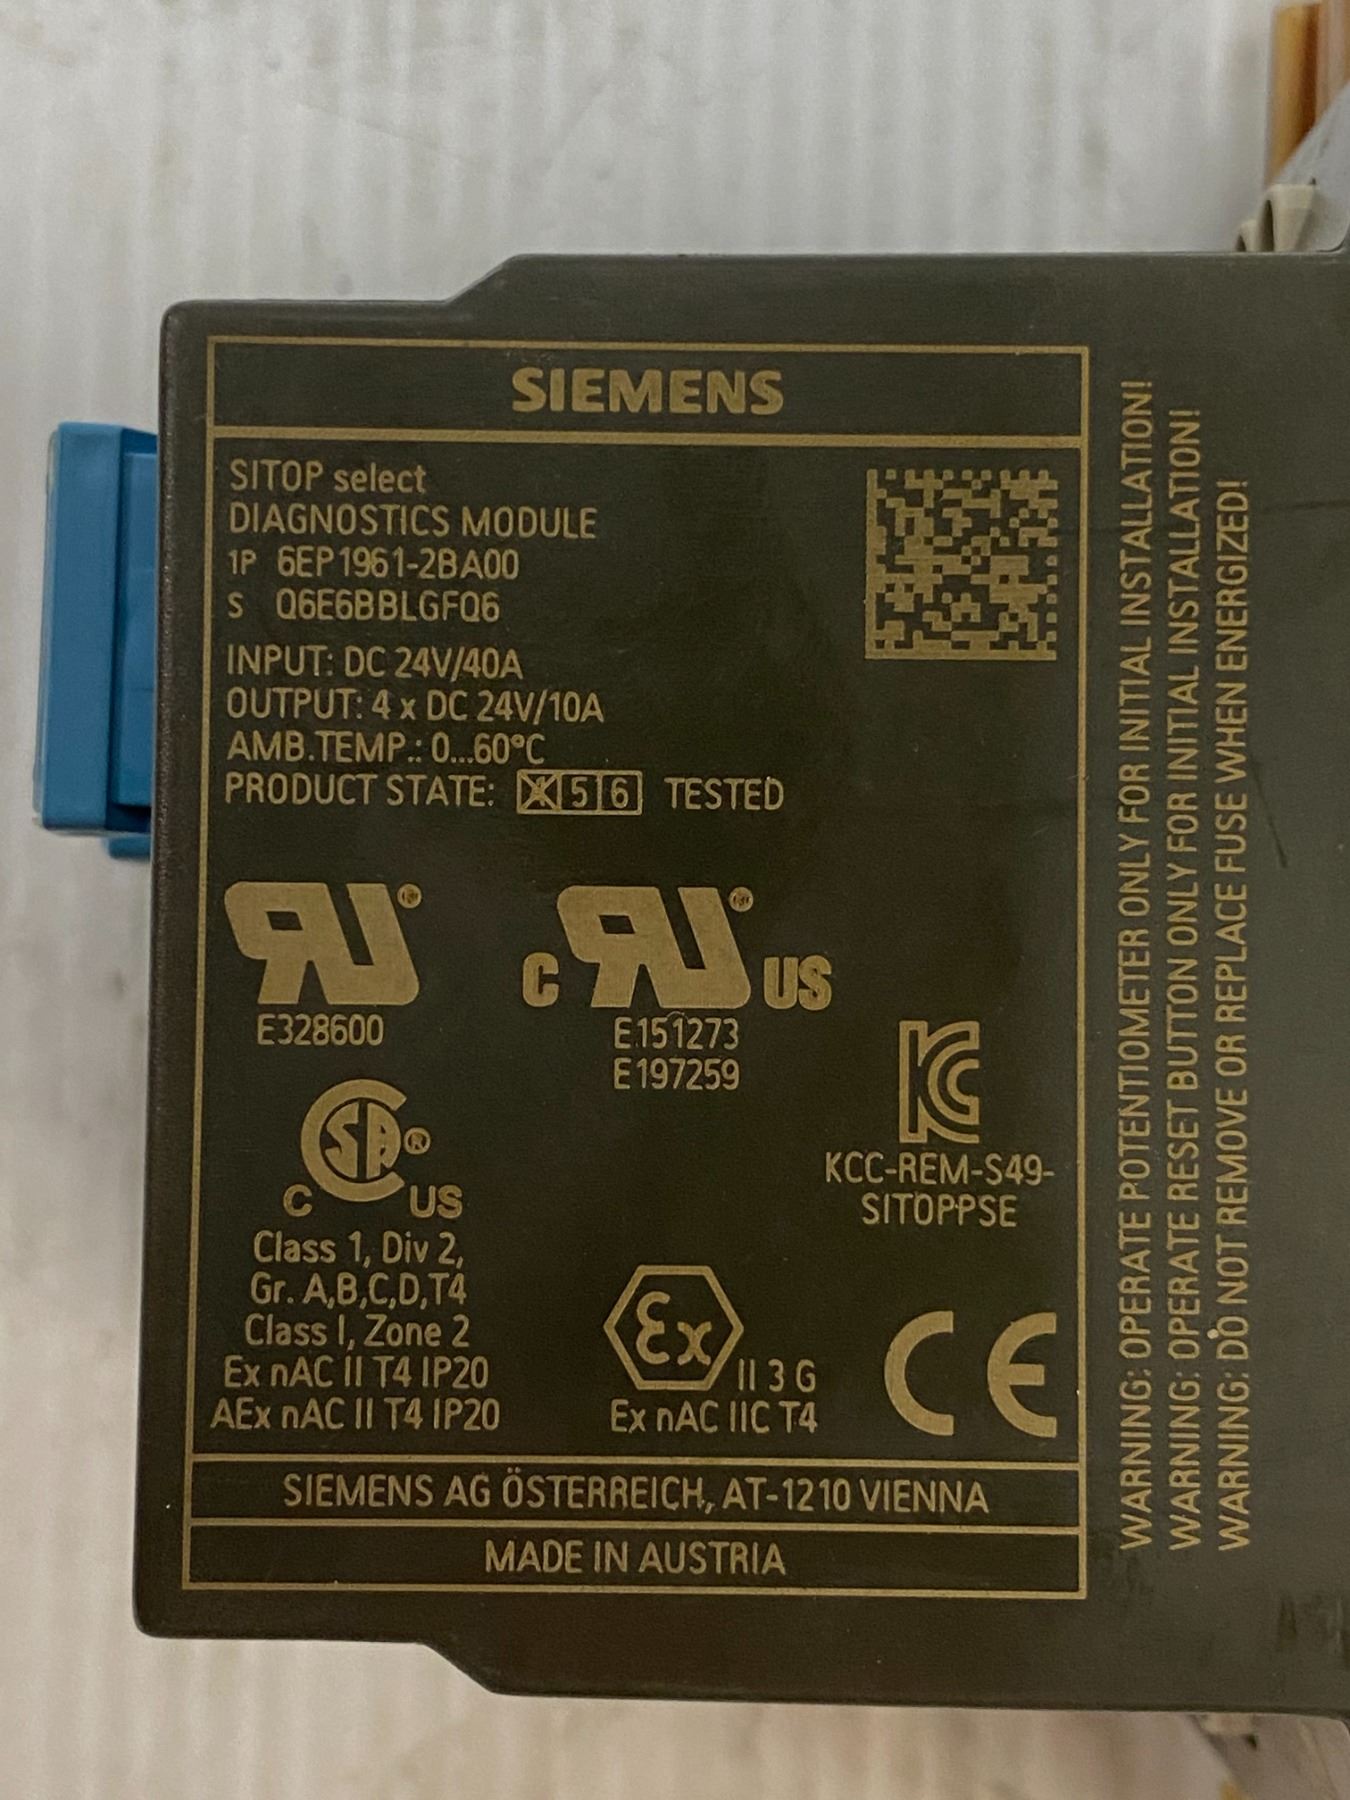 SIEMENS
SITOP select
DIAGNOSTICS MODULE
1P 6EP1961-2BA00
S Q6E6BBLGFQ6
INPUT: DC 24V/40A
OUTPUT: 4 x DC 24V/10A
AMB.TEMP.: 0...60°C
PRODUCT STATE: 5 6 TESTED
RU®
E328600
C RU® US
E151273
E197259
C SA® US
Class 1, Div 2,
Gr. A,B,C,D,T4
Class I, Zone 2
Ex nAC II T4 IP20
AEx nAC II T4 IP20
KC
KCC-REM-S49-
SITOPPSE
Ex II 3 G
Ex nAC IIC T4
CE
SIEMENS AG ÖSTERREICH, AT-1210 VIENNA
MADE IN AUSTRIA
WARNING: OPERATE POTENTIOMETER ONLY FOR INITIAL INSTALLATION!
WARNING: OPERATE RESET BUTTON ONLY FOR INITIAL INSTALLATION!
WARNING: DO NOT REMOVE OR REPLACE FUSE WHEN ENERGIZED!